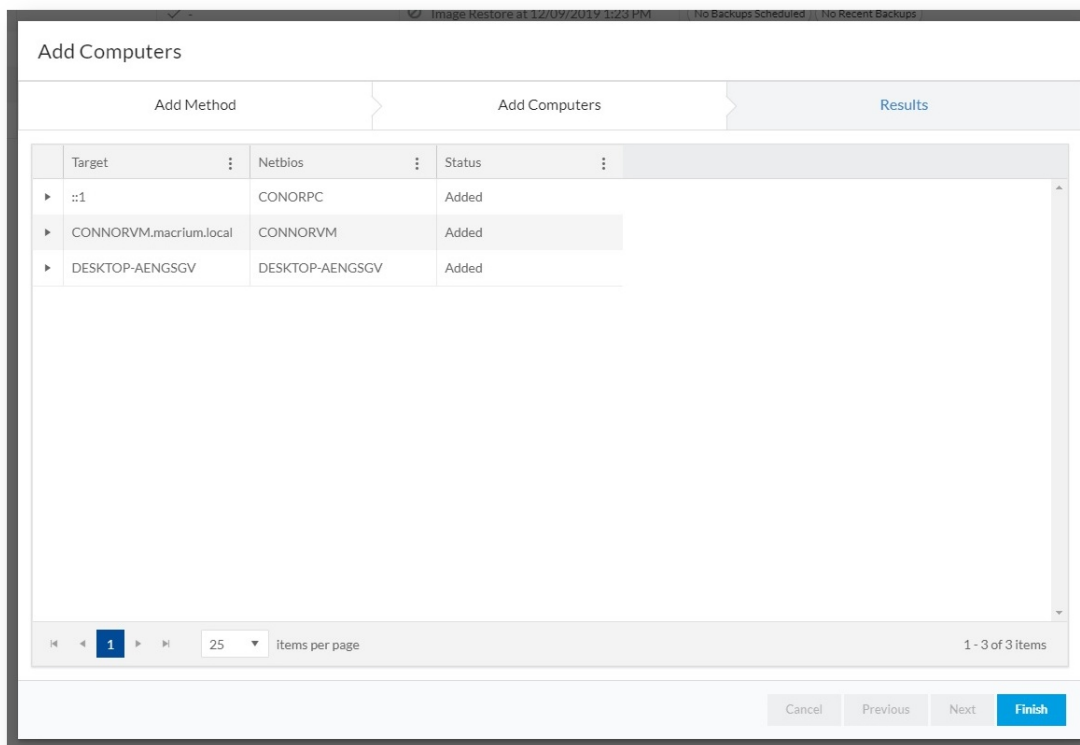 Image Restore at 12/09/2019 1:23 PM No Backups Scheduled No Recent Backups
Add Computers
Add Method Add Computers Results
Target Netbios Status
::1 CONORPC Added
CONNORVM.macrium.local CONNORVM Added
DESKTOP-AENGSGV DESKTOP-AENGSGV Added
1 25 items per page 1 - 3 of 3 items
Cancel Previous Next Finish